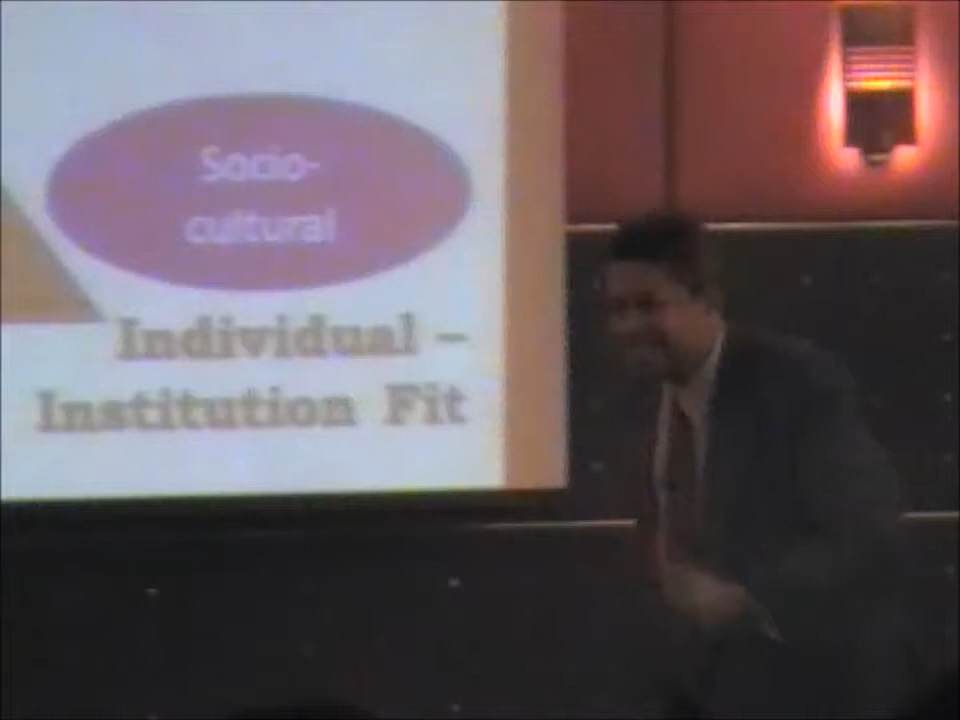 Socio-
cultural
Individual –
Institution Fit